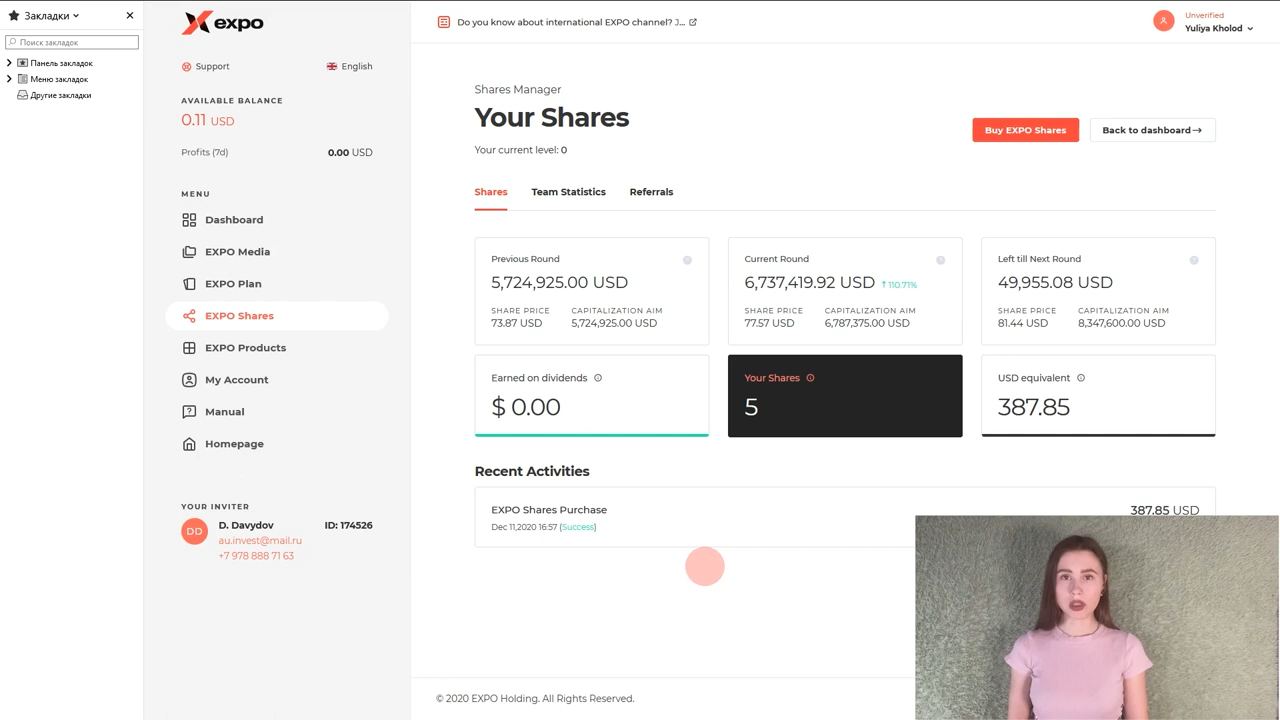 Закладки
Поиск закладок
Панель закладок
Меню закладок
Другие закладки
expo
Support
English
AVAILABLE BALANCE
0.11 USD
Profits (7d)
0.00 USD
MENU
Dashboard
EXPO Media
EXPO Plan
EXPO Shares
EXPO Products
My Account
Manual
Homepage
YOUR INVITER
DD
D. Davydov
ID: 174526
au.invest@mail.ru
+7 978 888 71 63
Do you know about international EXPO channel? J...
Unverified
Yuliya Kholod
Shares Manager
Your Shares
Your current level: 0
Buy EXPO Shares
Back to dashboard→
Shares
Team Statistics
Referrals
Previous Round
5,724,925.00 USD
SHARE PRICE
CAPITALIZATION AIM
73.87 USD
5,724,925.00 USD
Current Round
6,737,419.92 USD
↑110.71%
SHARE PRICE
CAPITALIZATION AIM
77.57 USD
6,787,375.00 USD
Left till Next Round
49,955.08 USD
SHARE PRICE
CAPITALIZATION AIM
81.44 USD
8,347,600.00 USD
Earned on dividends
$ 0.00
Your Shares
5
USD equivalent
387.85
Recent Activities
EXPO Shares Purchase
387.85 USD
Dec 11,2020 16:57 (Success)
© 2020 EXPO Holding. All Rights Reserved.